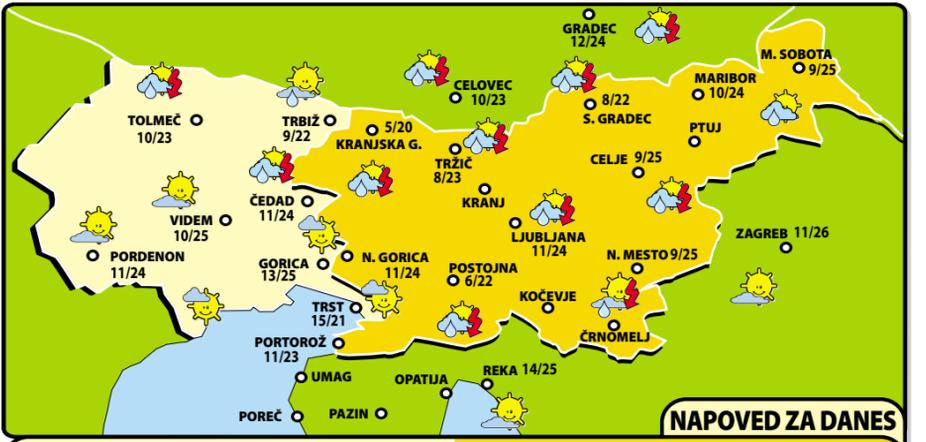 GRADEC
12/24
M. SOBOTA
9/25
CELOVEC
10/23
MARIBOR
10/24
8/22
S. GRADEC
TOLMEČ
10/23
TRBIŽ
9/22
5/20
KRANJSKA G.
PTUJ
TRŽIČ
8/23
CELJE 9/25
KRANJ
ČEDAD
11/24
VIDEM
10/25
LJUBLJANA
11/24
ZAGREB 11/26
PORDENON
11/24
GORICA
13/25
N. GORICA
11/24
N. MESTO 9/25
POSTOJNA
6/22
KOČEVJE
TRST
15/21
ČRNOMELJ
PORTOROŽ
11/23
UMAG
OPATIJA
REKA 14/25
POREČ
PAZIN
NAPOVED ZA DANES